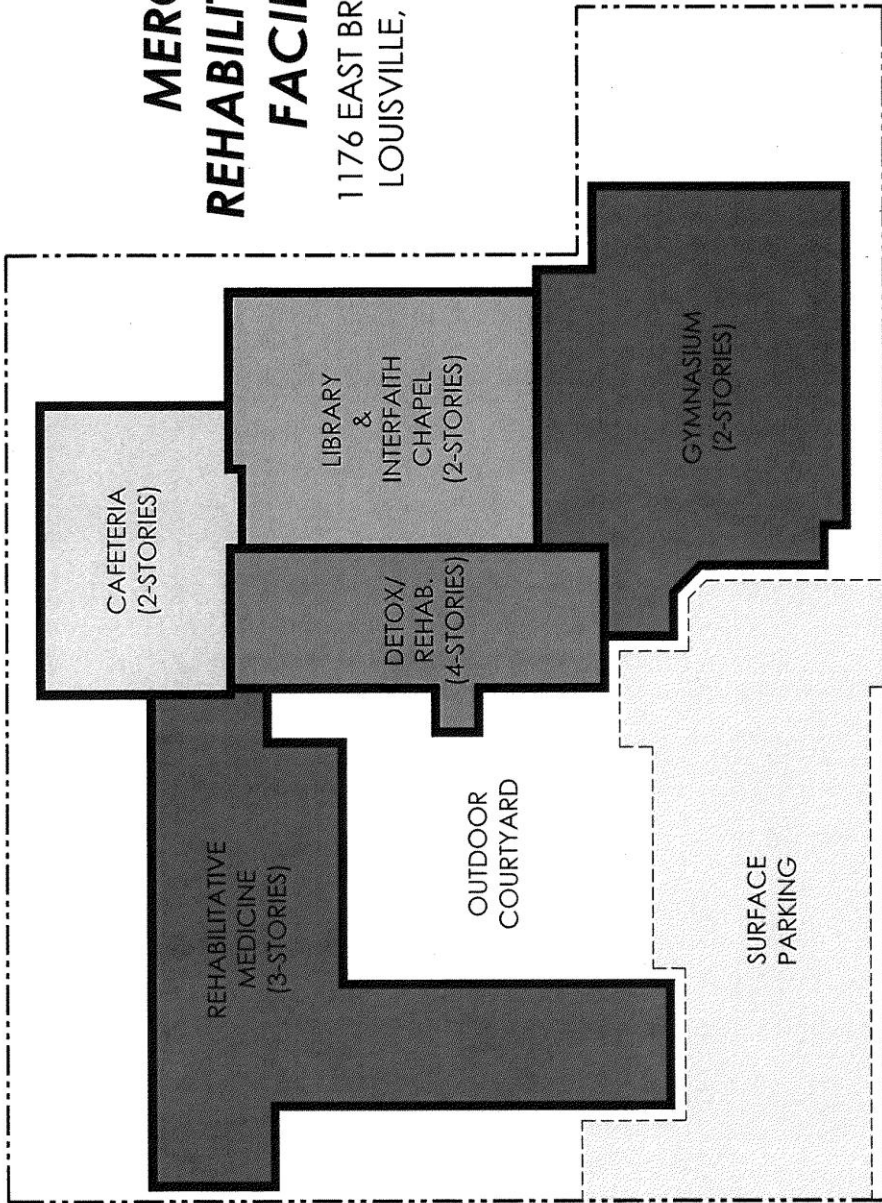 MERC
REHABILIT
FACIL
1176 EAST BR
LOUISVILLE,
CAFETERIA
(2-STORIES)
REHABILITATIVE
MEDICINE
(3-STORIES)
LIBRARY
&
INTERFAITH
CHAPEL
(2-STORIES)
DETOX/
REHAB.
(4-STORIES)
OUTDOOR
COURTYARD
GYMNASIUM
(2-STORIES)
SURFACE
PARKING